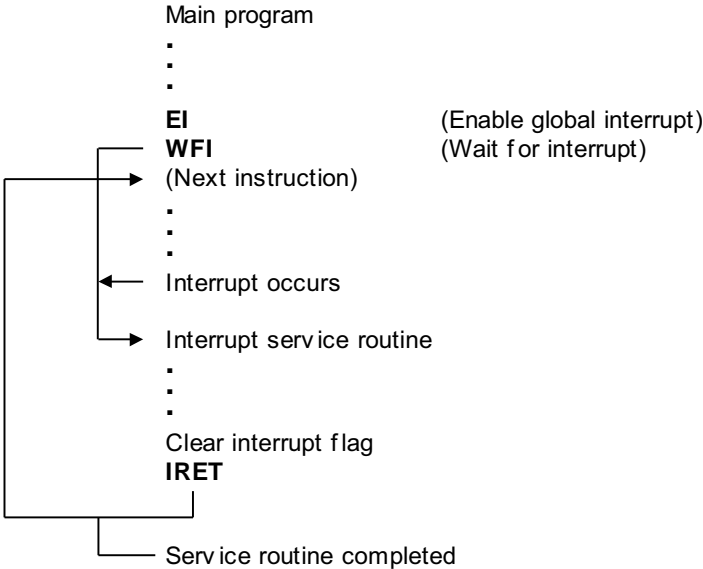 Main program
EI (Enable global interrupt)
WFI (Wait for interrupt)
(Next instruction)
Interrupt occurs
Interrupt service routine
Clear interrupt flag
IRET
Service routine completed